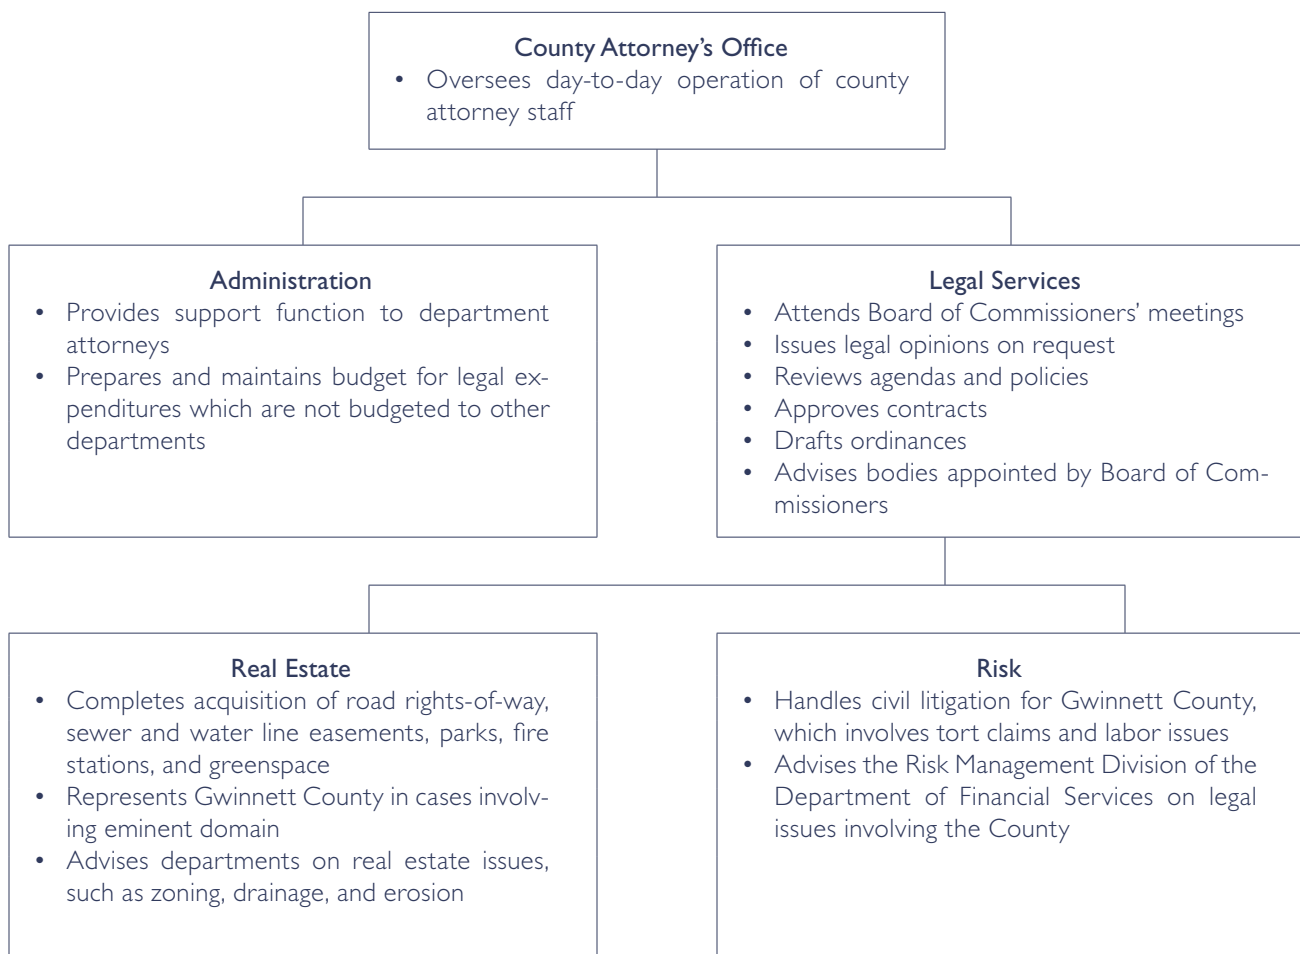 County Attorney’s Office
• Oversees day-to-day operation of county
attorney staff
Administration
• Provides support function to department
attorneys
• Prepares and maintains budget for legal ex-
penditures which are not budgeted to other
departments
Legal Services
• Attends Board of Commissioners’ meetings
• Issues legal opinions on request
• Reviews agendas and policies
• Approves contracts
• Drafts ordinances
• Advises bodies appointed by Board of Com-
missioners
Real Estate
• Completes acquisition of road rights-of-way,
sewer and water line easements, parks, fire
stations, and greenspace
• Represents Gwinnett County in cases involv-
ing eminent domain
• Advises departments on real estate issues,
such as zoning, drainage, and erosion
Risk
• Handles civil litigation for Gwinnett County,
which involves tort claims and labor issues
• Advises the Risk Management Division of the
Department of Financial Services on legal
issues involving the County